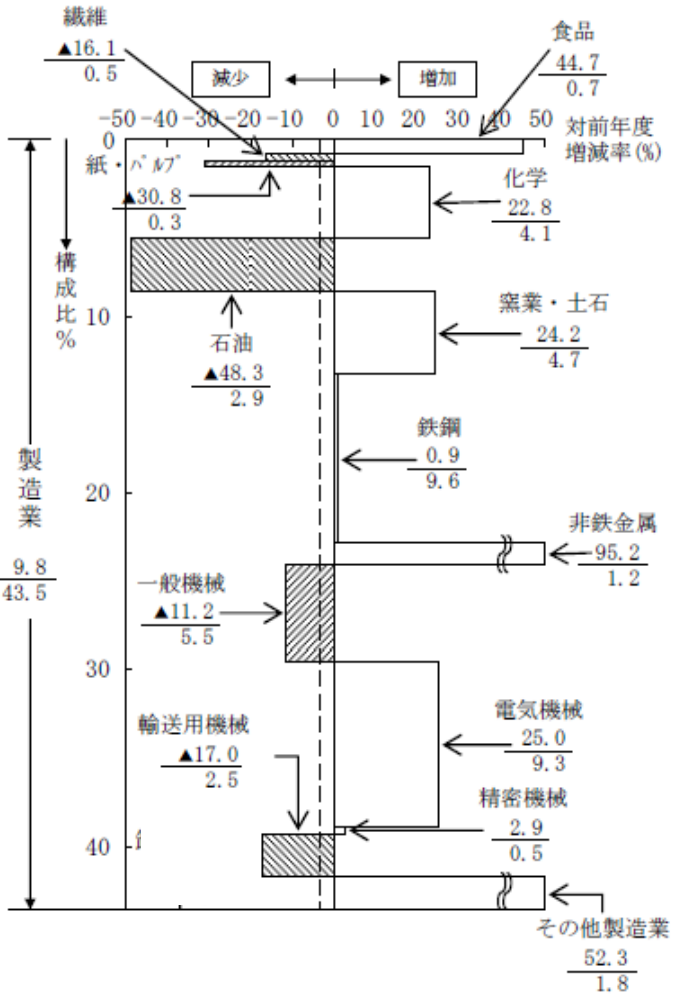 繊維
▲16.1
0.5
減少
増加
食品
44.7
0.7
-50 -40 -30 -20 -10 0 10 20 30 40 50
対前年度
増減率(%)
0
10
20
30
40
構成比%
製造業
9.8
43.5
紙・パルプ
▲30.8
0.3
化学
22.8
4.1
石油
▲48.3
2.9
窯業・土石
24.2
4.7
鉄鋼
0.9
9.6
非鉄金属
95.2
1.2
一般機械
▲11.2
5.5
電気機械
25.0
9.3
輸送用機械
▲17.0
2.5
精密機械
2.9
0.5
その他製造業
52.3
1.8